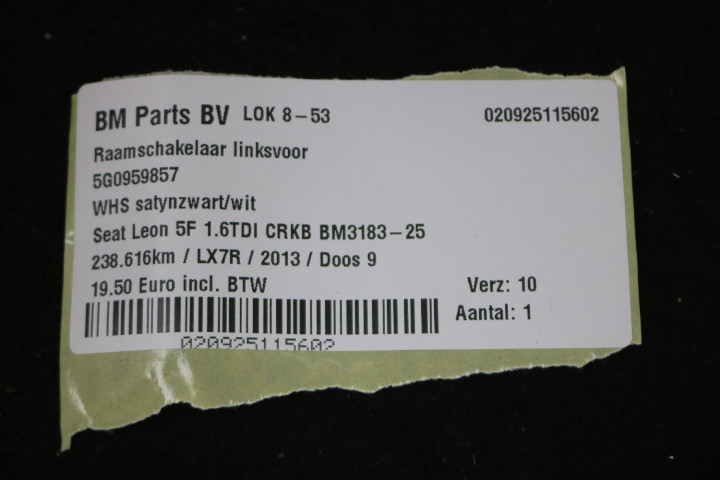 BM Parts BV LOK 8-53 020925115602
Raamschakelaar linksvoor
5G0959857
WHS satynzwart/wit
Seat Leon 5F 1.6TDI CRKB BM3183-25
238.616km / LX7R / 2013 / Doos 9
19.50 Euro incl. BTW Verz: 10
Aantal: 1
020925115602